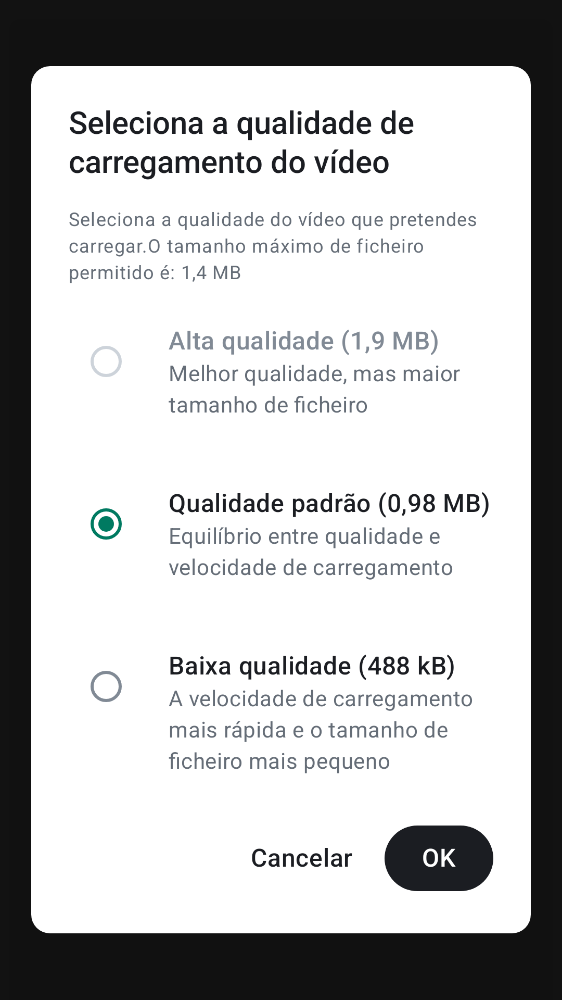 Seleciona a qualidade de
carregamento do vídeo
Seleciona a qualidade do vídeo que pretendes
carregar.O tamanho máximo de ficheiro
permitido é: 1,4 MB
Alta qualidade (1,9 MB)
Melhor qualidade, mas maior
tamanho de ficheiro
Qualidade padrão (0,98 MB)
Equilíbrio entre qualidade e
velocidade de carregamento
Baixa qualidade (488 kB)
A velocidade de carregamento
mais rápida e o tamanho de
ficheiro mais pequeno
Cancelar
OK